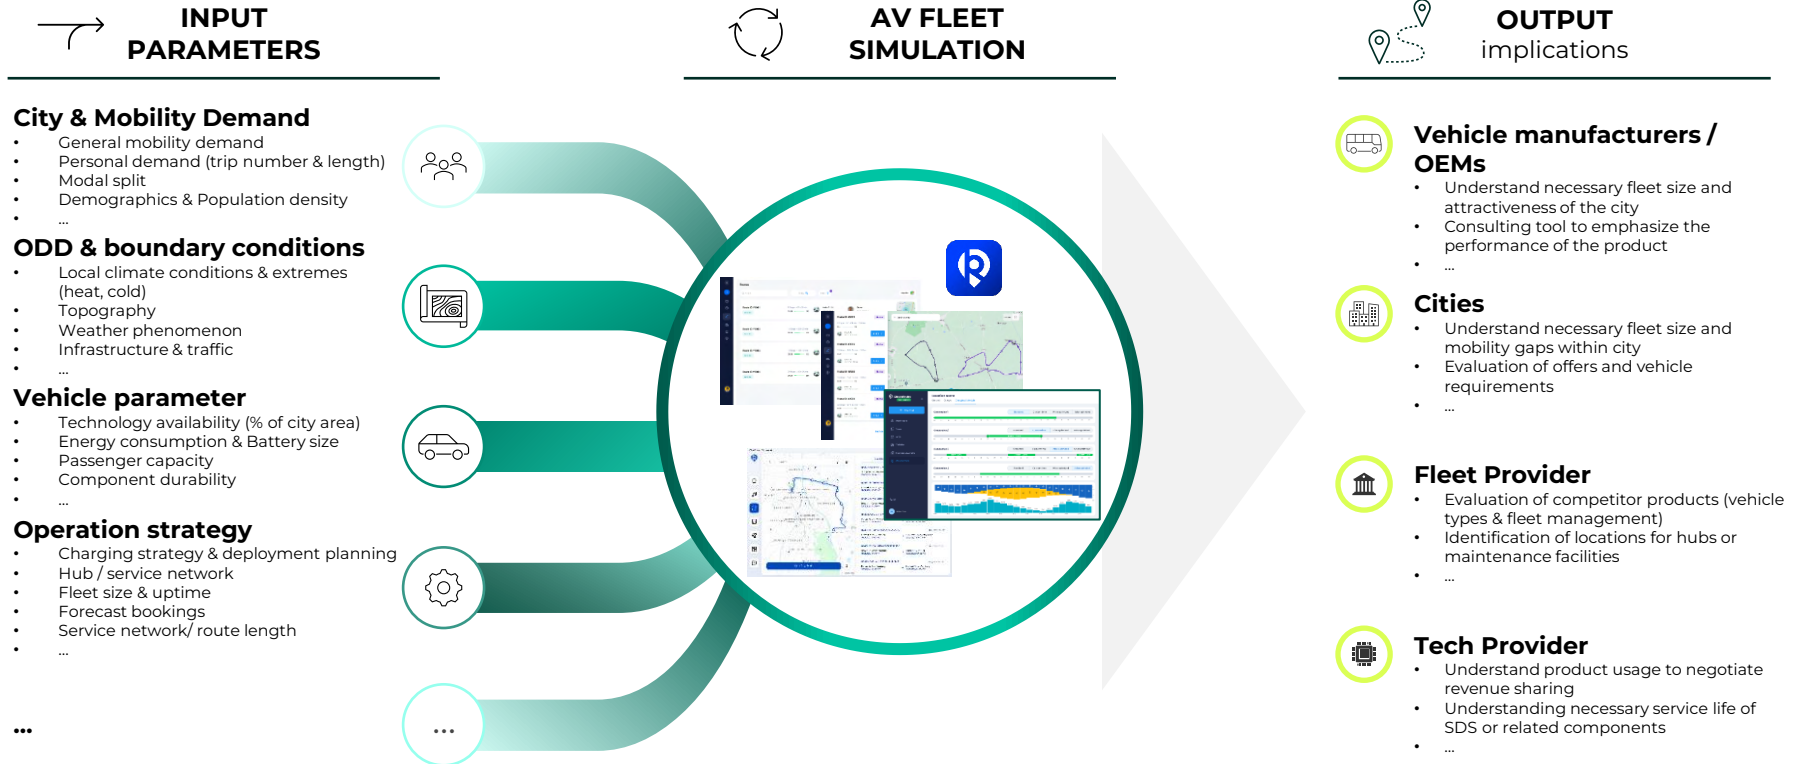 INPUT
PARAMETERS
AV FLEET
SIMULATION
OUTPUT
implications
City & Mobility Demand
• General mobility demand
• Personal demand (trip number & length)
• Modal split
• Demographics & Population density
• ...
ODD & boundary conditions
• Local climate conditions & extremes
(heat, cold)
• Topography
• Weather phenomenon
• Infrastructure & traffic
• ...
Vehicle parameter
• Technology availability (% of city area)
• Energy consumption & Battery size
• Passenger capacity
• Component durability
• ...
Operation strategy
• Charging strategy & deployment planning
• Hub / service network
• Fleet size & uptime
• Forecast bookings
• Service network/ route length
• ...
...
...
Vehicle manufacturers /
OEMs
• Understand necessary fleet size and
attractiveness of the city
• Consulting tool to emphasize the
performance of the product
• ...
Cities
• Understand necessary fleet size and
mobility gaps within city
• Evaluation of offers and vehicle
requirements
• ...
Fleet Provider
• Evaluation of competitor products (vehicle
types & fleet management)
• Identification of locations for hubs or
maintenance facilities
• ...
Tech Provider
• Understand product usage to negotiate
revenue sharing
• Understanding necessary service life of
SDS or related components
• ...